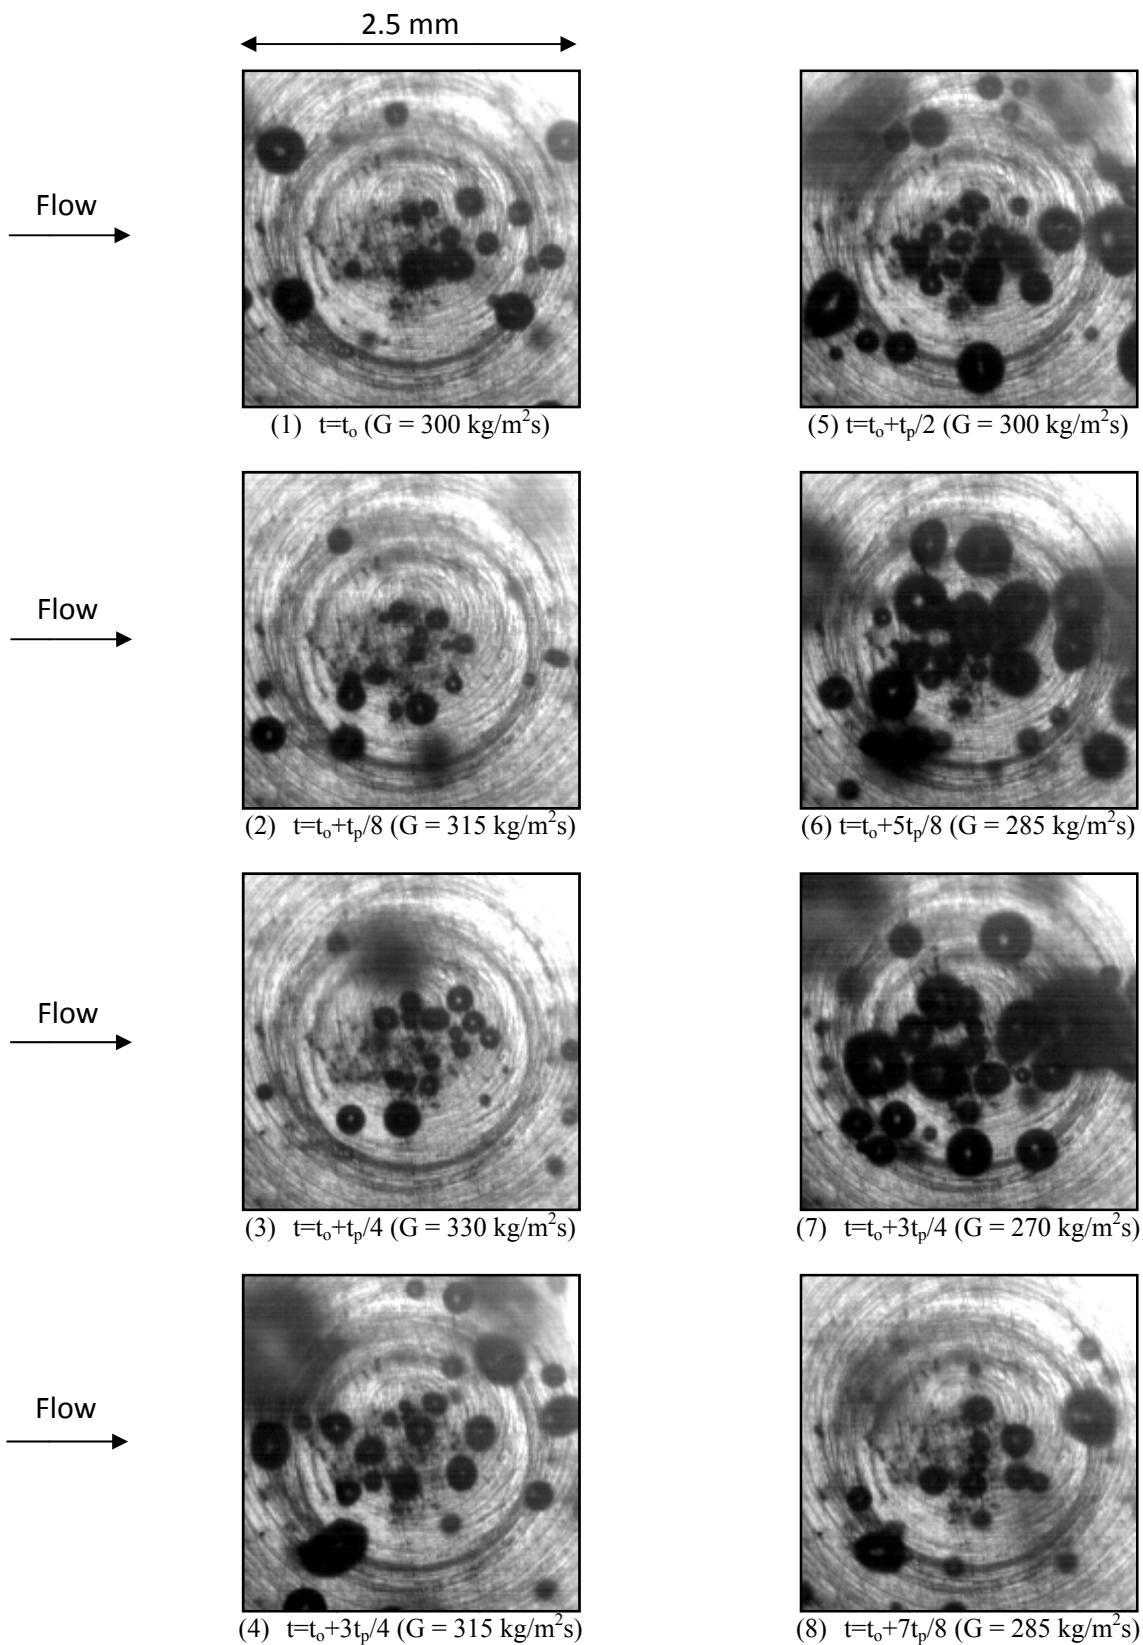 2.5 mm
Flow
(1) t=tₒ (G = 300 kg/m²s)
(5) t=tₒ+tₚ/2 (G = 300 kg/m²s)
Flow
(2) t=tₒ+tₚ/8 (G = 315 kg/m²s)
(6) t=tₒ+5tₚ/8 (G = 285 kg/m²s)
Flow
(3) t=tₒ+tₚ/4 (G = 330 kg/m²s)
(7) t=tₒ+3tₚ/4 (G = 270 kg/m²s)
Flow
(4) t=tₒ+3tₚ/4 (G = 315 kg/m²s)
(8) t=tₒ+7tₚ/8 (G = 285 kg/m²s)